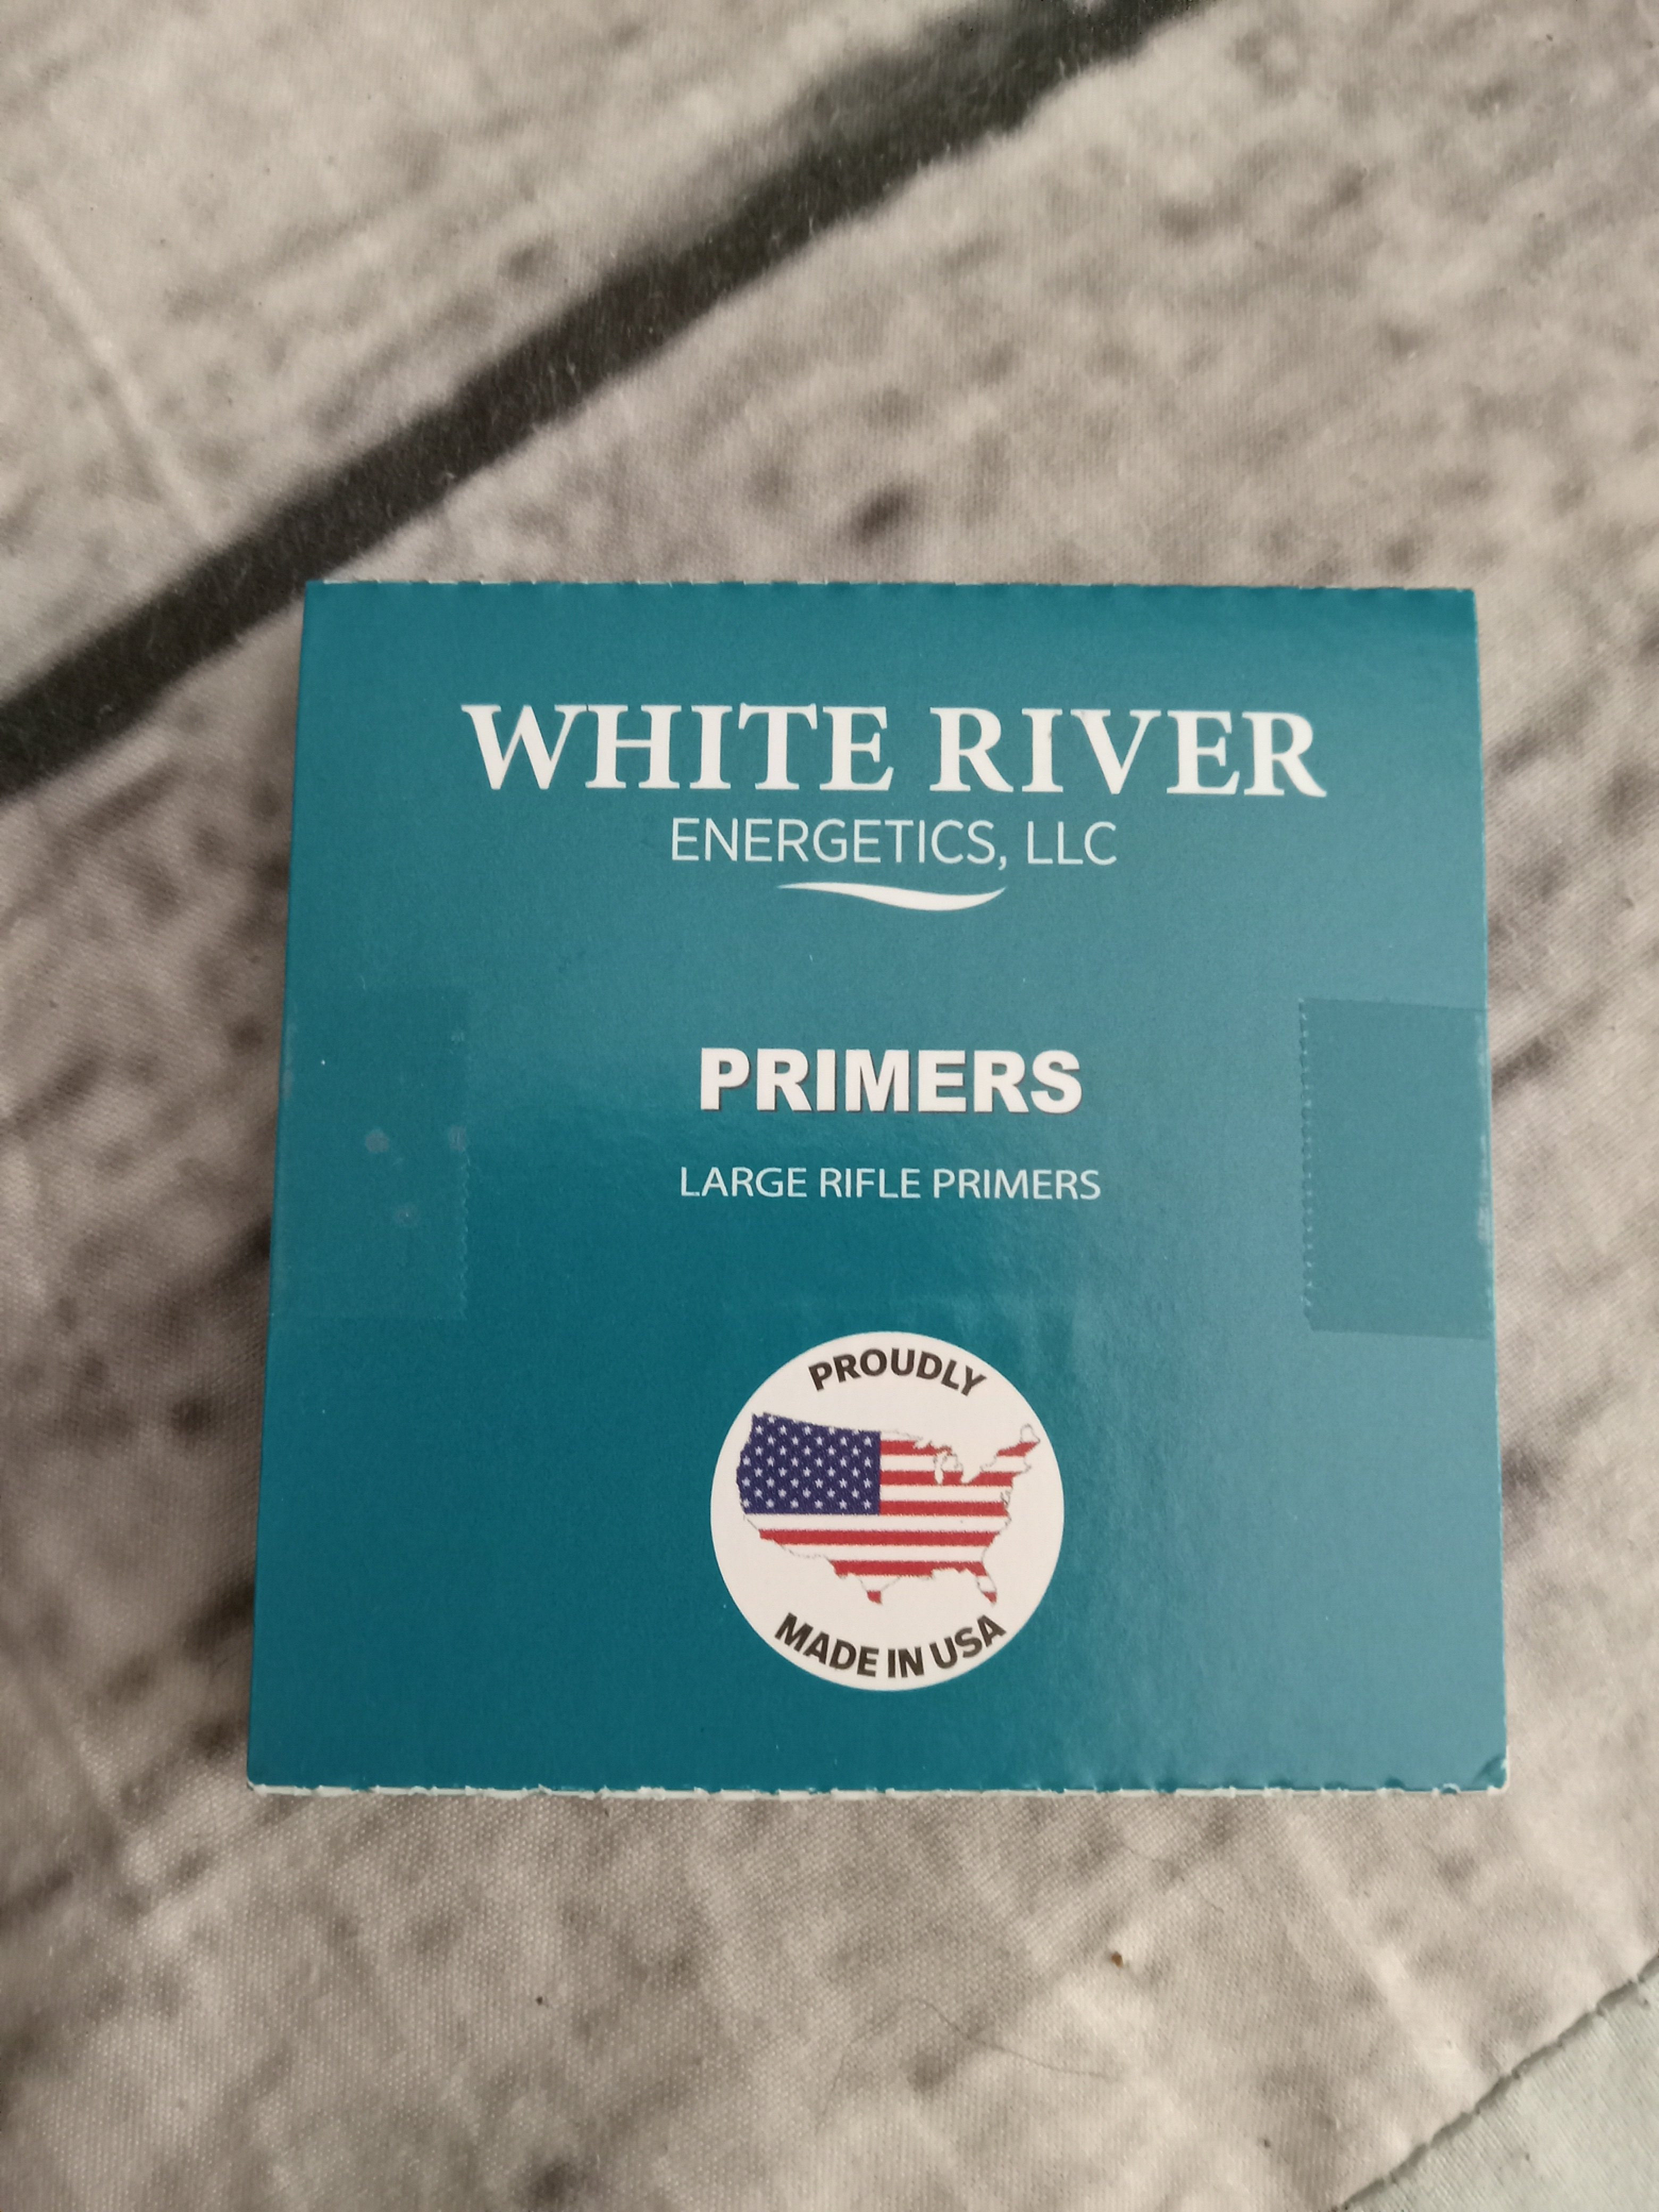 WHITE RIVER
ENERGETICS, LLC
PRIMERS
LARGE RIFLE PRIMERS
PROUDLY
MADE IN USA